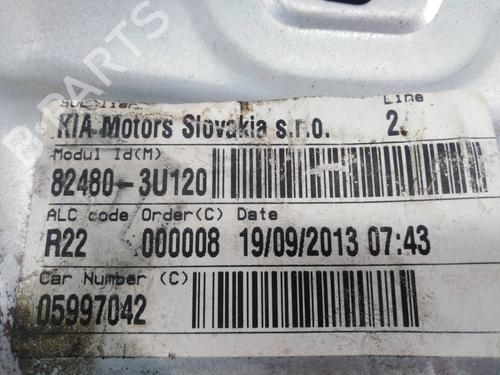 B-PARTS
Supplier Line
KIA Motors Slovakia s.r.o. 2
Modul Id(M)
82480-3U120
ALC code Order(C) Date
R22 000008 19/09/2013 07:43
Car Number (C)
05997042